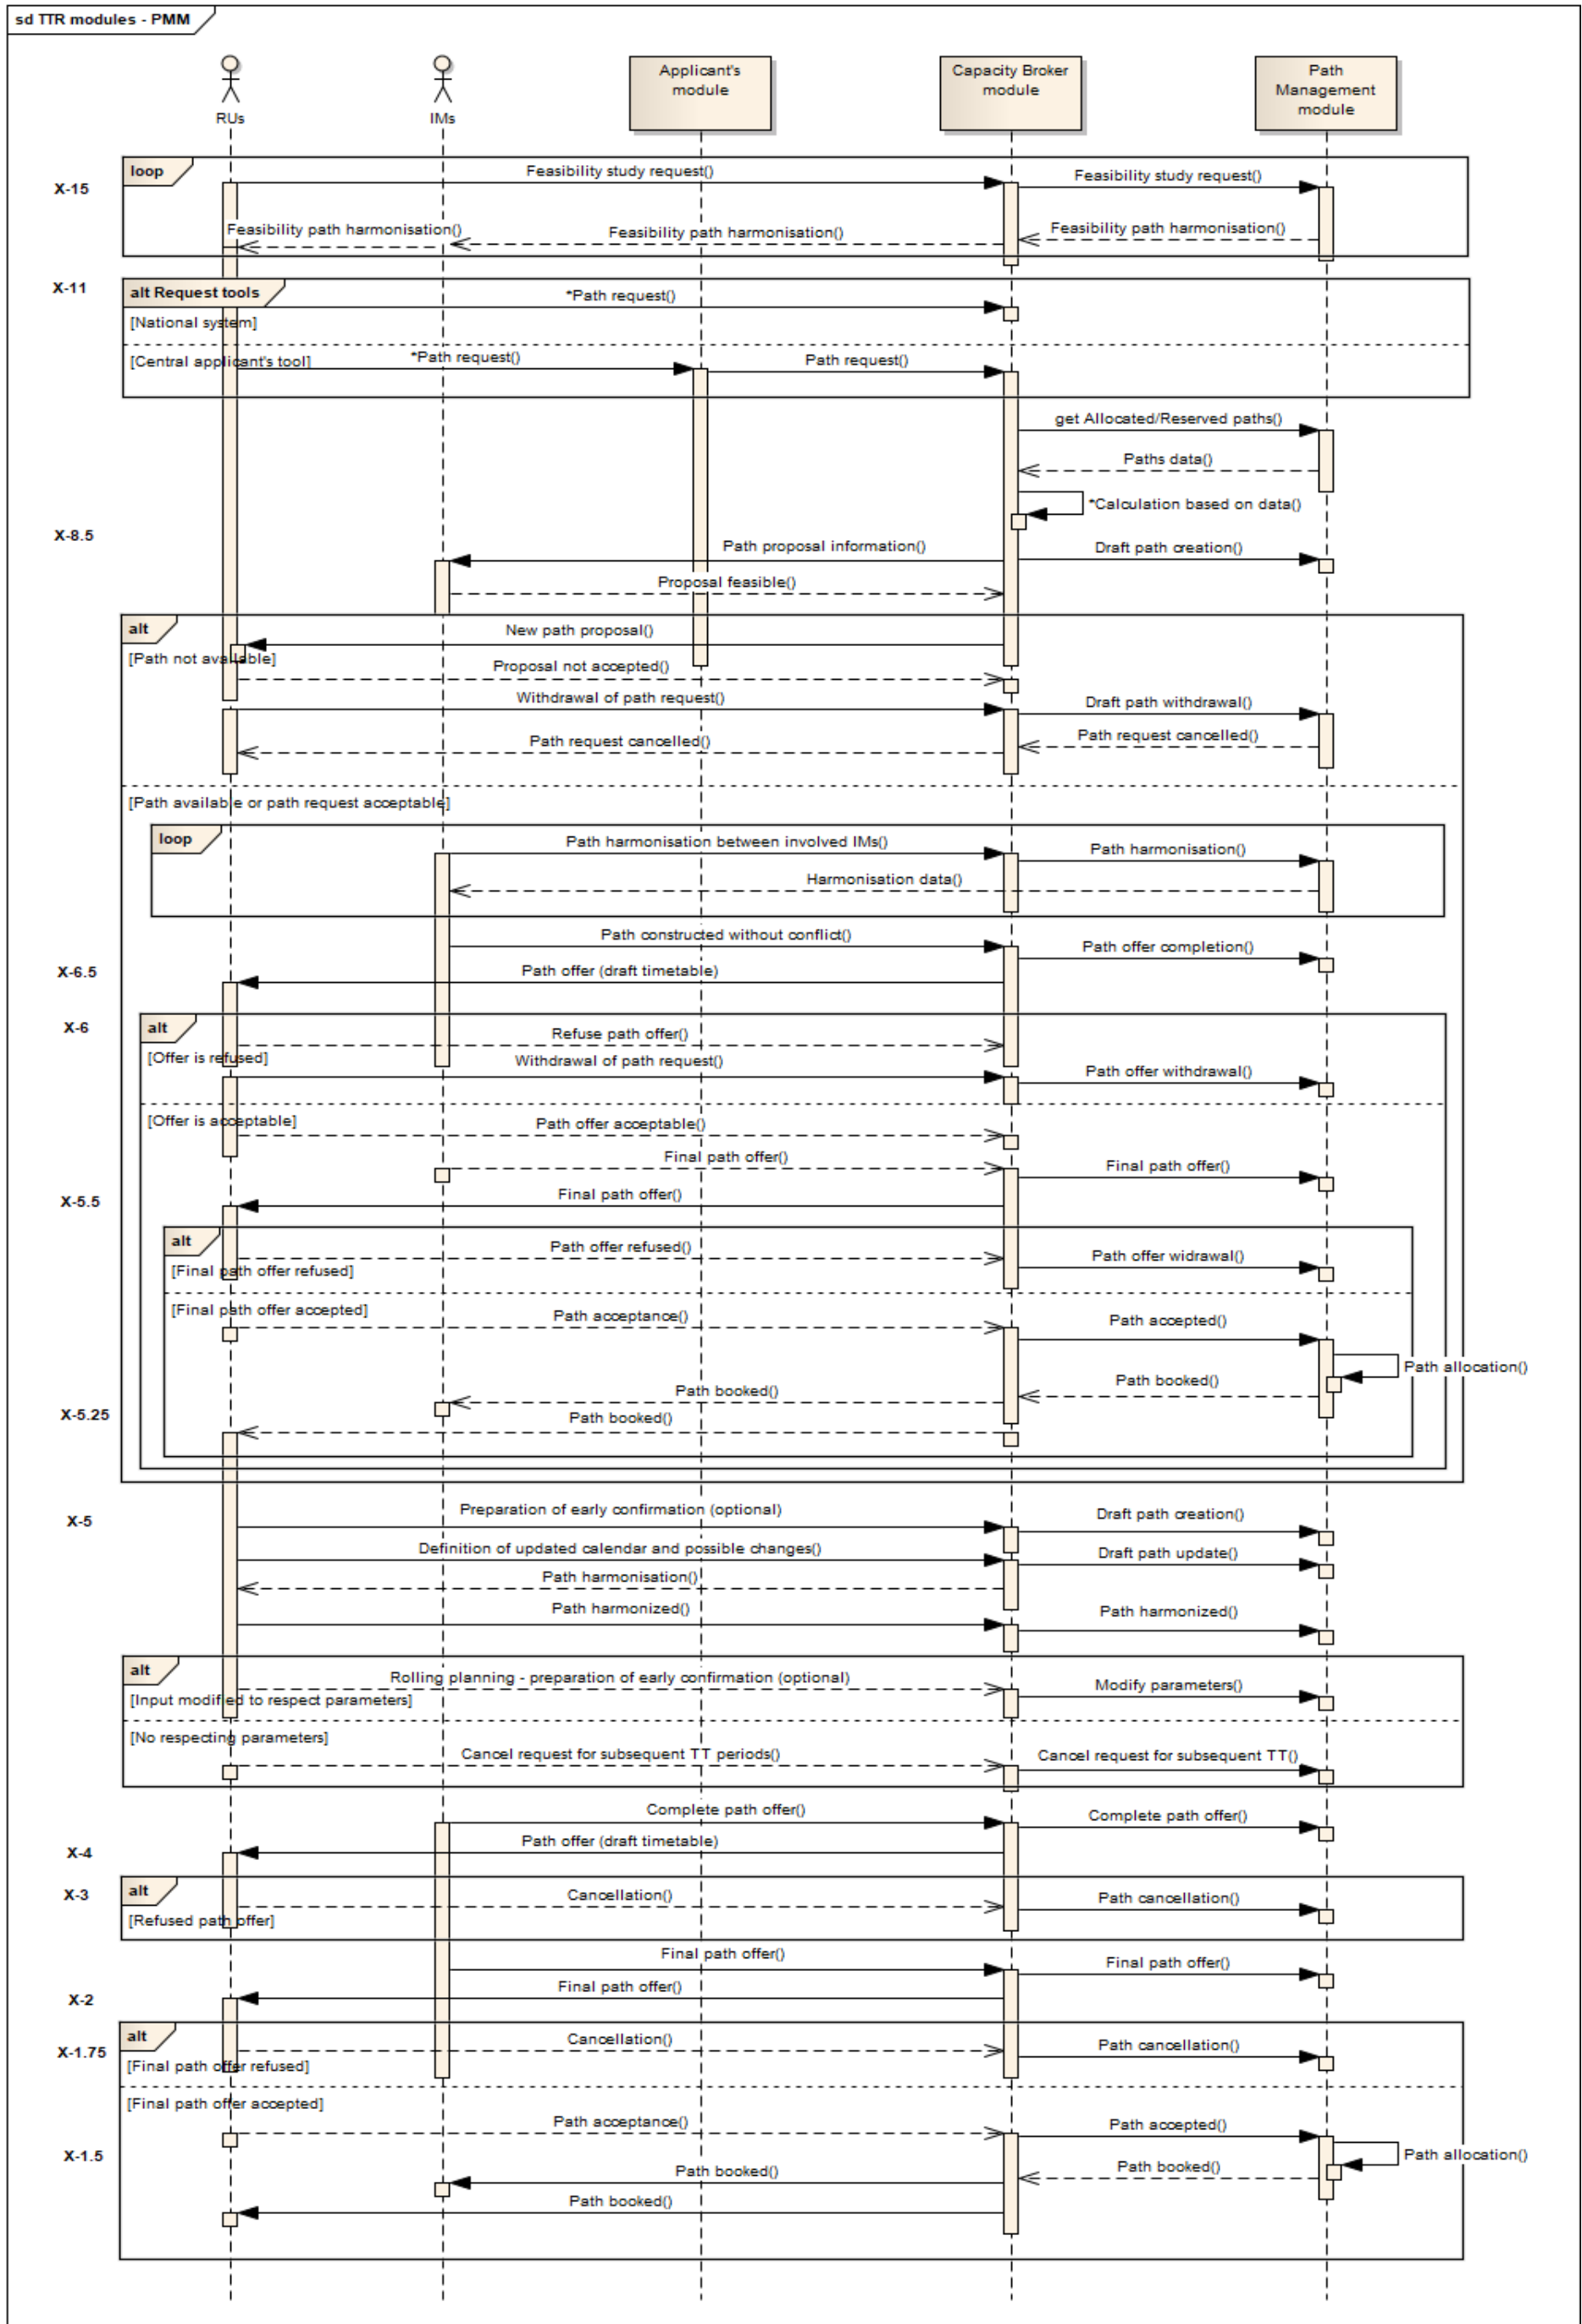 sd TTR modules - PMM
RUs
IMs
Applicant's
module
Capacity Broker
module
Path
Management
module
loop
X-15
Feasibility study request()
Feasibility study request()
Feasibility path harmonisation()
Feasibility path harmonisation()
Feasibility path harmonisation()
X-11
alt Request tools
*Path request()
[National system]
[Central applicant's tool]
*Path request()
Path request()
get Allocated/Reserved paths()
Paths data()
*Calculation based on data()
X-8.5
Path proposal information()
Draft path creation()
Proposal feasible()
alt
New path proposal()
[Path not available]
Proposal not accepted()
Withdrawal of path request()
Draft path withdrawal()
Path request cancelled()
Path request cancelled()
[Path available or path request acceptable]
loop
Path harmonisation between involved IMs()
Path harmonisation()
Harmonisation data()
Path constructed without conflict()
Path offer completion()
X-6.5
Path offer (draft timetable)
X-6
alt
Refuse path offer()
[Offer is refused]
Withdrawal of path request()
Path offer withdrawal()
[Offer is acceptable]
Path offer acceptable()
Final path offer()
Final path offer()
X-5.5
Final path offer()
alt
Path offer refused()
Path offer widrawal()
[Final path offer refused]
[Final path offer accepted]
Path acceptance()
Path accepted()
Path allocation()
Path booked()
Path booked()
X-5.25
Path booked()
X-5
Preparation of early confirmation (optional)
Draft path creation()
Definition of updated calendar and possible changes()
Draft path update()
Path harmonisation()
Path harmonized()
Path harmonized()
alt
Rolling planning - preparation of early confirmation (optional)
Modify parameters()
[Input modified to respect parameters]
[No respecting parameters]
Cancel request for subsequent TT periods()
Cancel request for subsequent TT()
Complete path offer()
Complete path offer()
X-4
Path offer (draft timetable)
X-3
alt
Cancellation()
Path cancellation()
[Refused path offer]
Final path offer()
Final path offer()
X-2
Final path offer()
alt
X-1.75
Cancellation()
Path cancellation()
[Final path offer refused]
[Final path offer accepted]
Path acceptance()
Path accepted()
X-1.5
Path allocation()
Path booked()
Path booked()
Path booked()